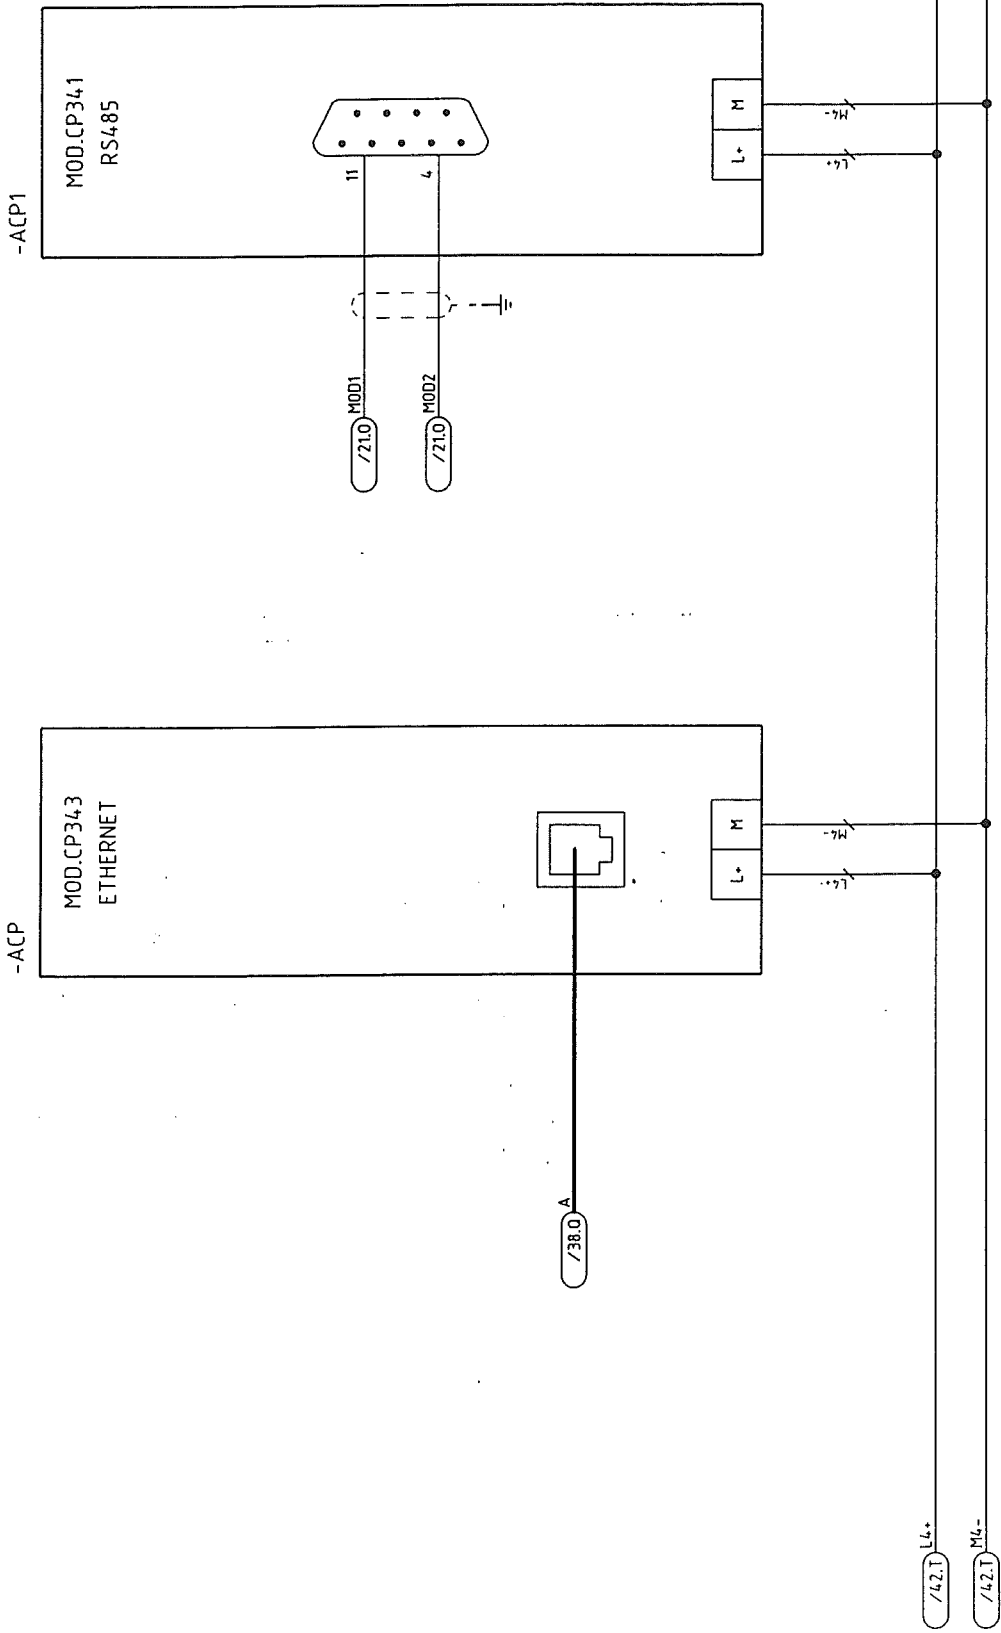 -ACP
MOD.CP343
ETHERNET
A
/38.0
L+
M
L4+
M4-
-ACP1
MOD.CP341
RS485
11
4
MOD1
/21.0
MOD2
/21.0
L+
M
L4+
M4-
L4+
/42.T
M4-
/42.T